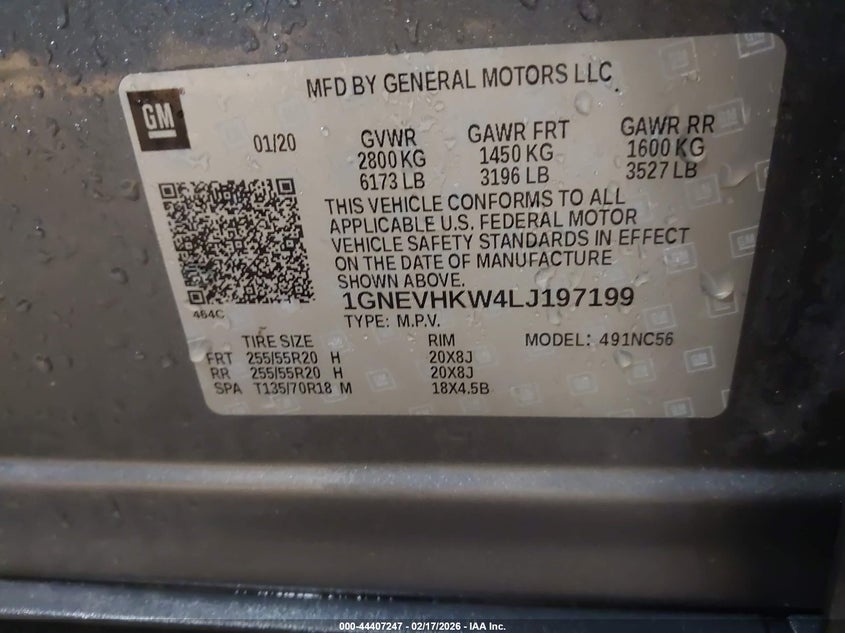 MFD BY GENERAL MOTORS LLC
GM
01/20
GVWR GAWR FRT GAWR RR
2800 KG 1450 KG 1600 KG
6173 LB 3196 LB 3527 LB
THIS VEHICLE CONFORMS TO ALL
APPLICABLE U.S. FEDERAL MOTOR
VEHICLE SAFETY STANDARDS IN EFFECT
ON THE DATE OF MANUFACTURE
SHOWN ABOVE.
1GNEVHKW4LJ197199
464C
TYPE: M.P.V.
TIRE SIZE RIM MODEL: 491NC56
FRT 255/55R20 H 20X8J
RR 255/55R20 H 20X8J
SPA T135/70R18 M 18X4.5B
000-44407247 - 02/17/2026 - IAA Inc.